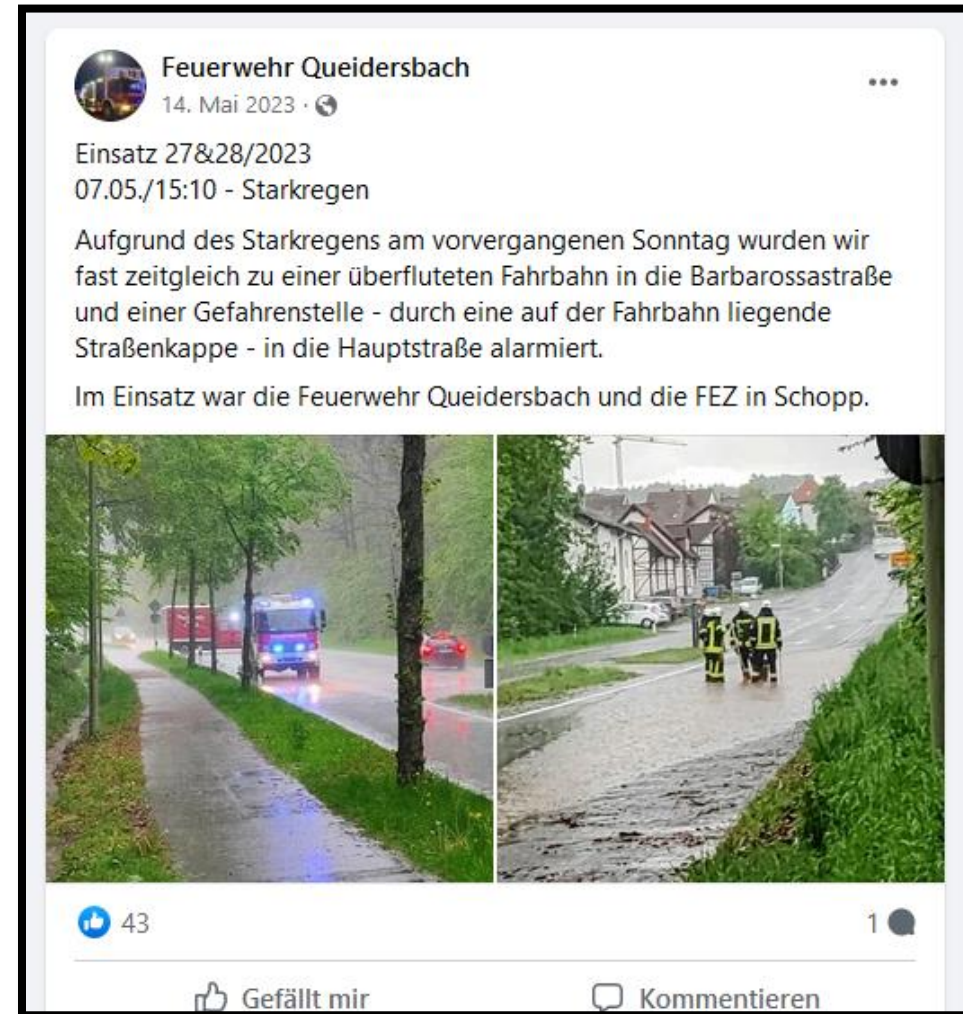 Feuerwehr Queidersbach
14. Mai 2023 ·
Einsatz 27&28/2023
07.05./15:10 - Starkregen
Aufgrund des Starkregens am vorvergangenen Sonntag wurden wir
fast zeitgleich zu einer überfluteten Fahrbahn in die Barbarossastraße
und einer Gefahrenstelle - durch eine auf der Fahrbahn liegende
Straßenkappe - in die Hauptstraße alarmiert.
Im Einsatz war die Feuerwehr Queidersbach und die FEZ in Schopp.
43
1
Gefällt mir
Kommentieren